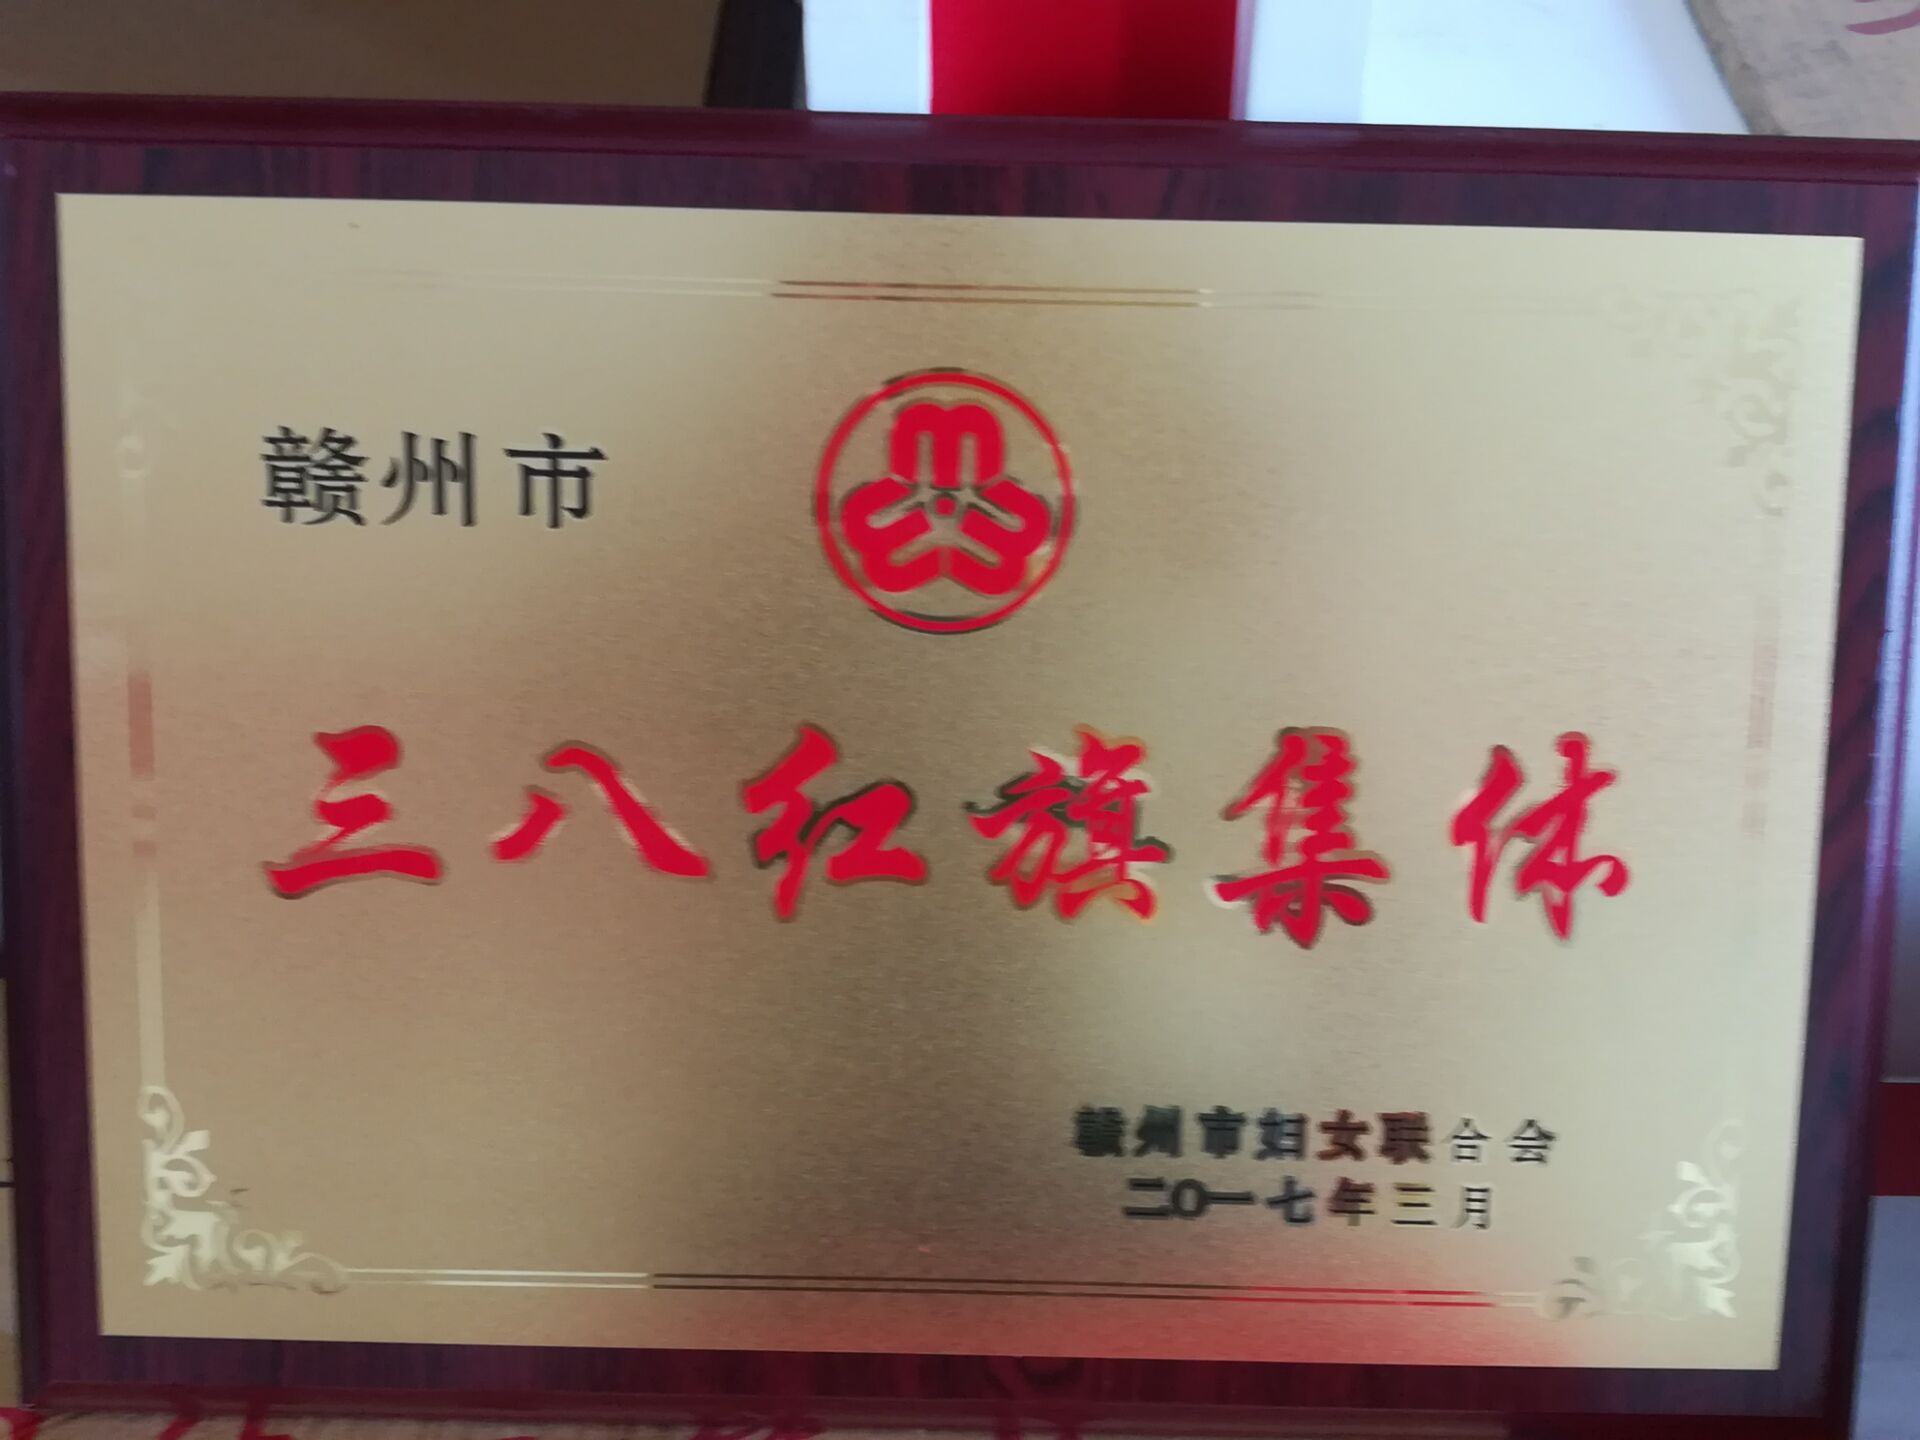 赣州市
三八红旗集体
赣州市妇女联合会
二〇一七年三月